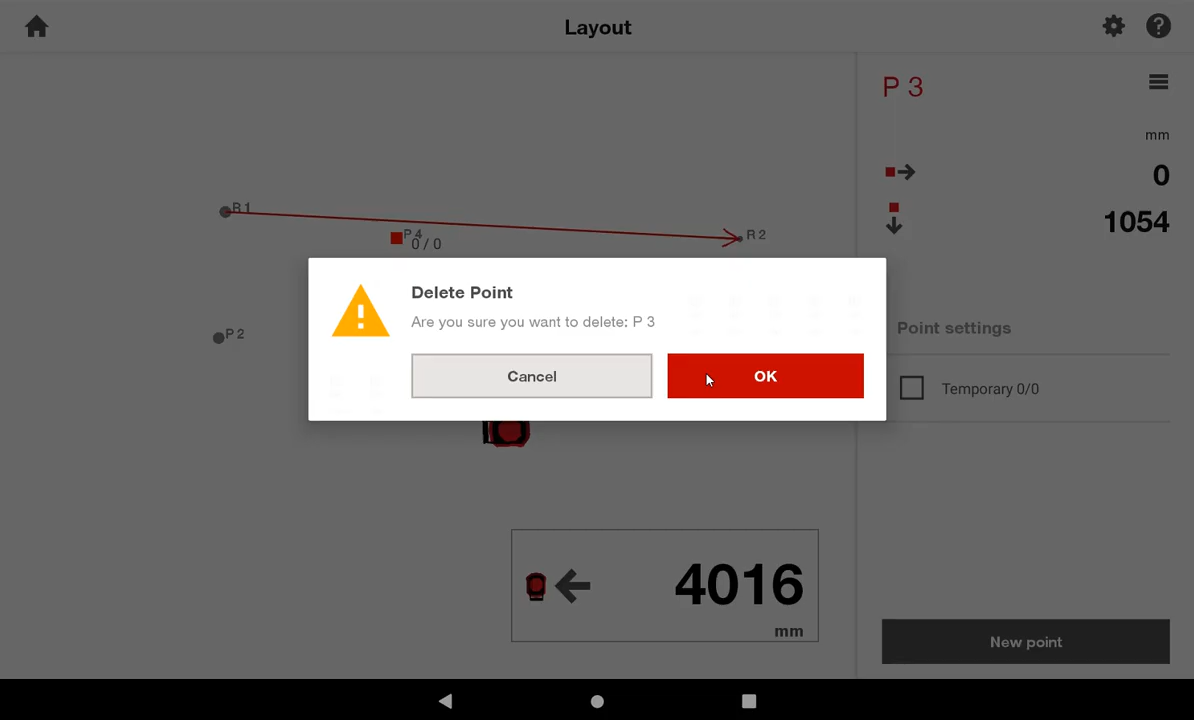 Layout
P 3
mm
0
1054
R 1
P 4
0 / 0
R 2
P 2
Delete Point
Are you sure you want to delete: P 3
Cancel
OK
Point settings
Temporary 0/0
4016
mm
New point